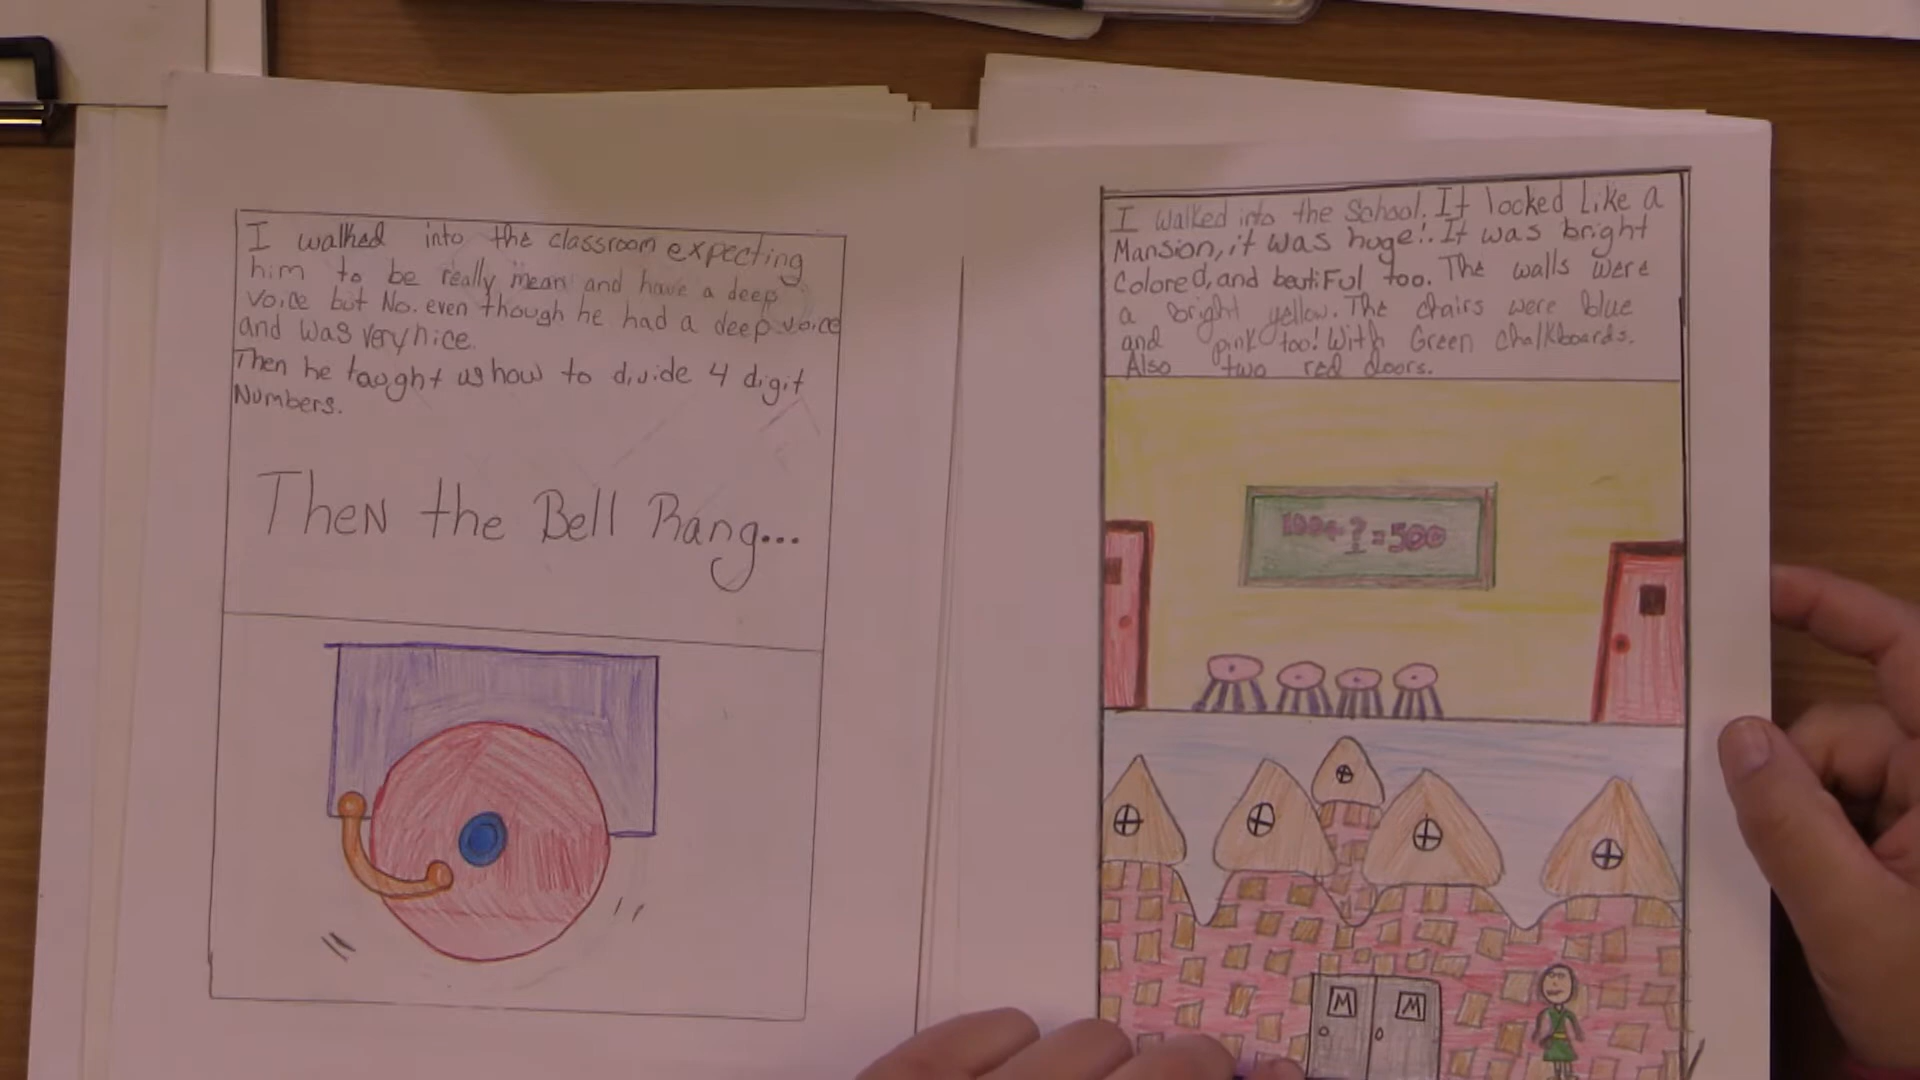 I walked into the classroom expecting
him to be really mean and have a deep
voice but No. even though he had a deep voice
and was very nice.
Then he taught us how to divide 4 digit
Numbers.
Then the Bell Rang...
I walked into the School. It looked Like a
Mansion, it was huge!. It was bright
Colored, and beutiFul too. The walls were
a bright yellow. The chairs were blue
and pink too! With Green chalkboards.
Also two red doors.
?=500
M M